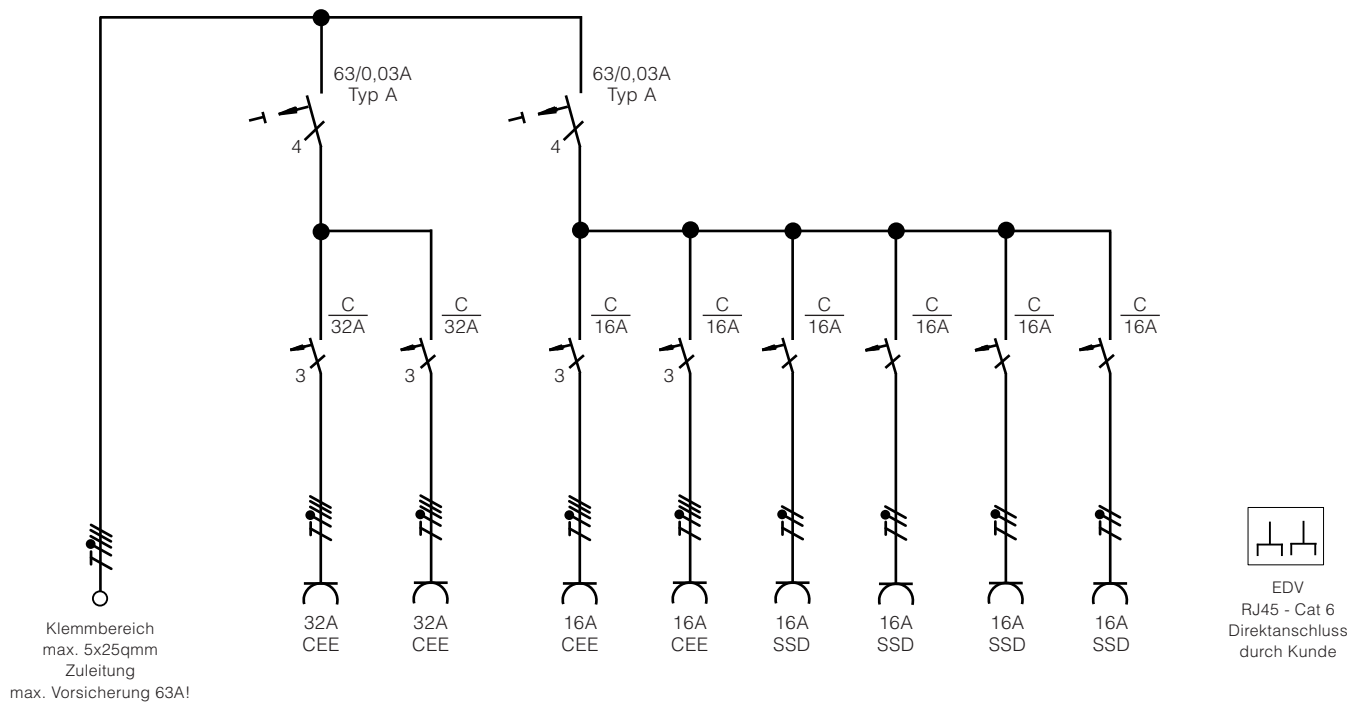 63/0,03A
Typ A
4
63/0,03A
Typ A
4
C
32A
3
C
32A
3
C
16A
3
C
16A
3
C
16A
C
16A
C
16A
C
16A
Klemmbereich
max. 5x25qmm
Zuleitung
max. Vorsicherung 63A!
32A
CEE
32A
CEE
16A
CEE
16A
CEE
16A
SSD
16A
SSD
16A
SSD
16A
SSD
EDV
RJ45 - Cat 6
Direktanschluss
durch Kunde